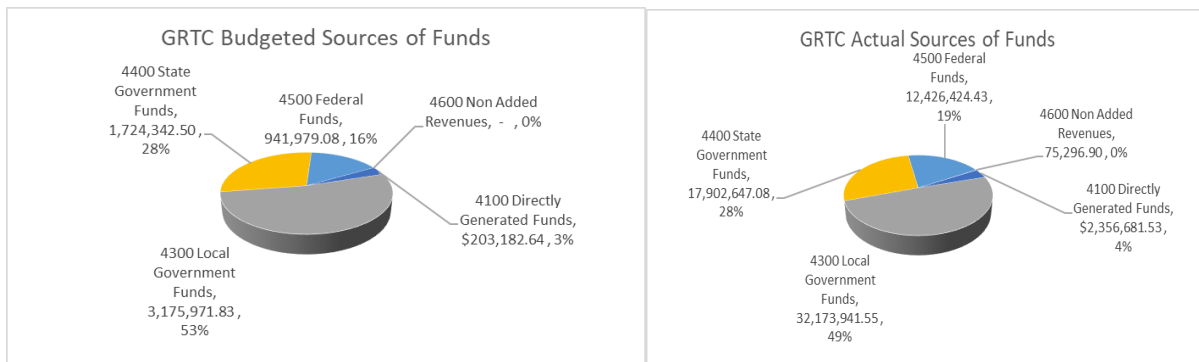 GRTC Budgeted Sources of Funds
4400 State
Government
Funds,
1,724,342.50 ,
28%
4500 Federal
Funds,
941,979.08 , 16%
4600 Non Added
Revenues, - , 0%
4100 Directly
Generated Funds,
$203,182.64 , 3%
4300 Local
Government
Funds,
3,175,971.83 ,
53%
GRTC Actual Sources of Funds
4500 Federal
Funds,
12,426,424.43,
19%
4600 Non Added
Revenues,
75,296.90, 0%
4400 State
Government
Funds,
17,902,647.08,
28%
4100 Directly
Generated Funds,
$2,356,681.53,
4%
4300 Local
Government
Funds,
32,173,941.55,
49%